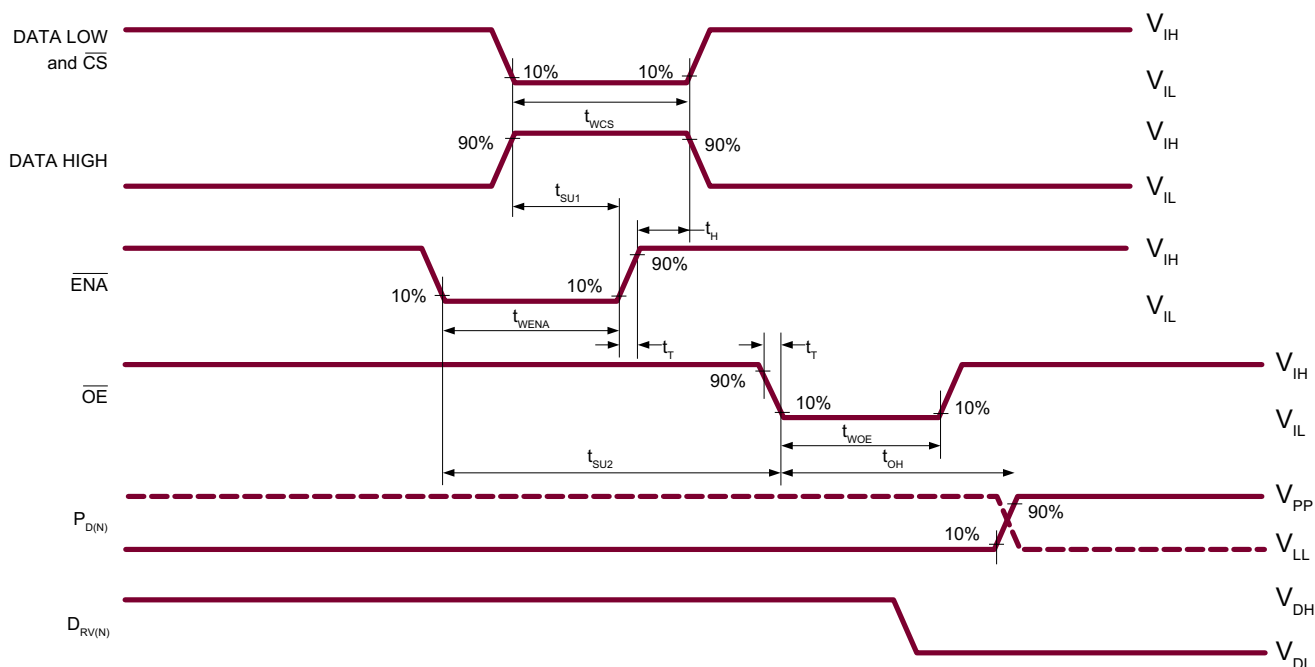 DATA LOW
and CS
10%
10%
V_IH
V_IL
t_WCS
DATA HIGH
90%
90%
V_IH
V_IL
t_SU1
t_H
ENA
10%
10%
90%
V_IH
V_IL
t_WENA
t_T
t_T
OE
90%
10%
10%
V_IH
V_IL
t_WOE
t_SU2
t_OH
P_D(N)
10%
90%
V_PP
V_LL
D_RV(N)
V_DH
V_DL